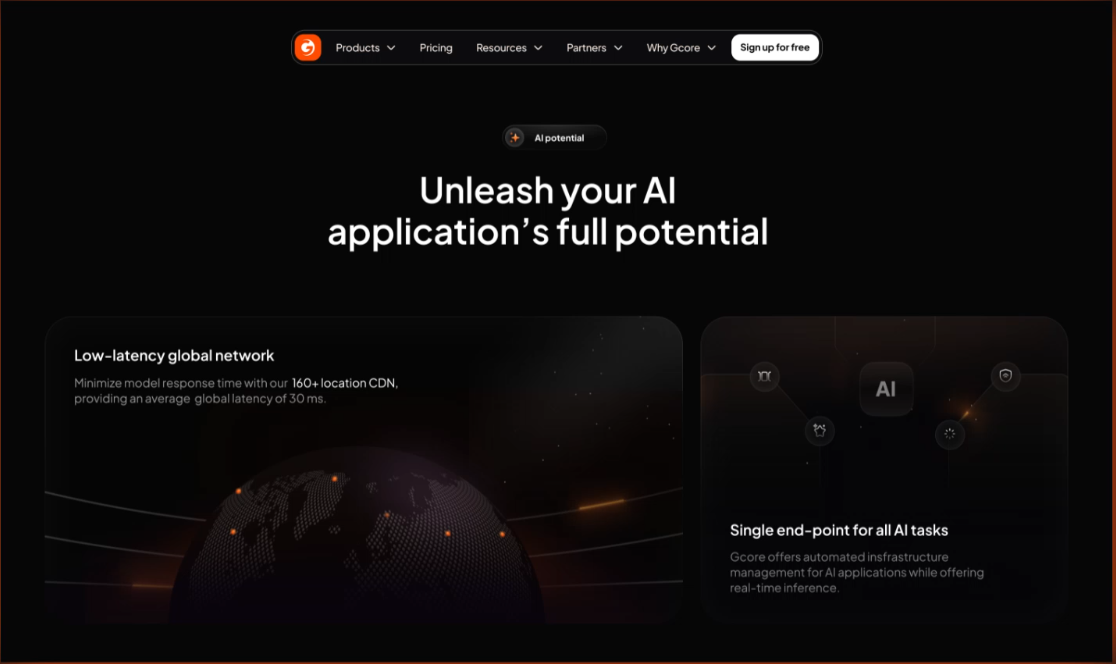 Products
Pricing
Resources
Partners
Why Gcore
Sign up for free
AI potential
Unleash your AI
application’s full potential
Low-latency global network
Minimize model response time with our 160+ location CDN,
providing an average global latency of 30 ms.
AI
Single end-point for all AI tasks
Gcore offers automated insfrastructure
management for AI applications while offering
real-time inference.